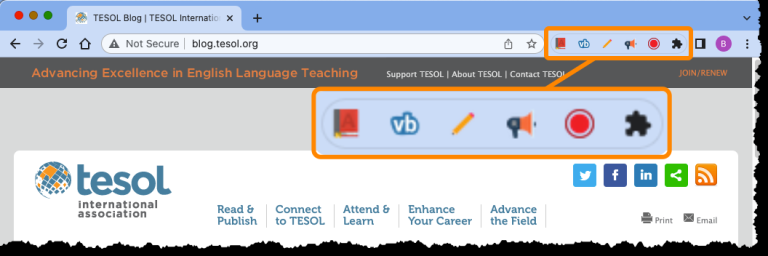 TESOL Blog | TESOL Internatio
Not Secure | blog.tesol.org
B
Advancing Excellence in English Language Teaching
Support TESOL | About TESOL | Contact TESOL
JOIN/RENEW
A vb
tesol
international
association
Read &
Publish
Connect
to TESOL
Attend &
Learn
Enhance
Your Career
Advance
the Field
f in
Print Email